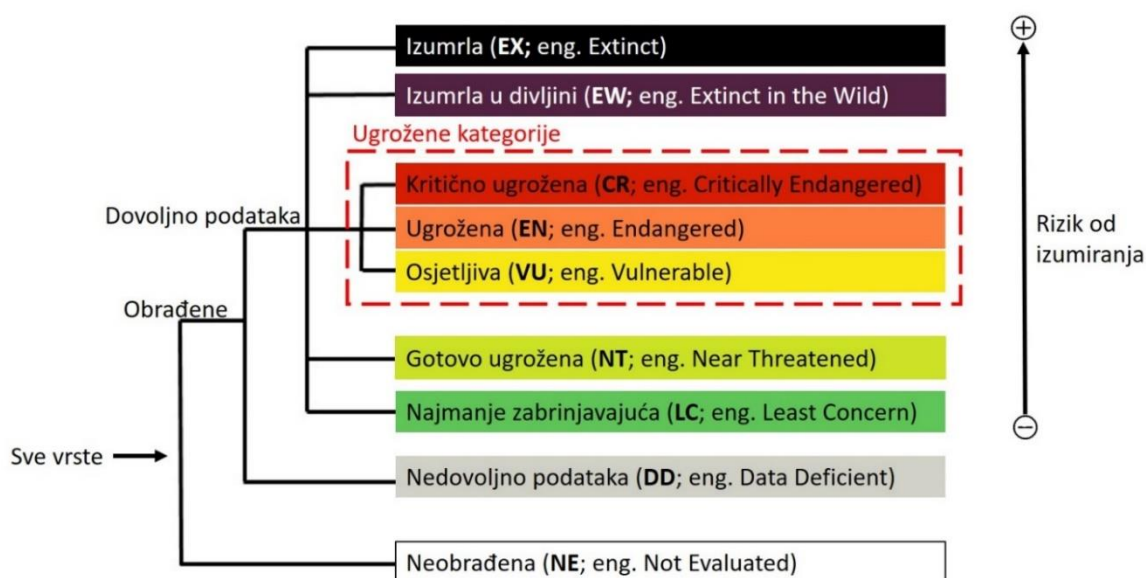 Izumrla (EX; eng. Extinct)
Izumrla u divljini (EW; eng. Extinct in the Wild)
Ugrožene kategorije
Kritično ugrožena (CR; eng. Critically Endangered)
Dovoljno podataka
Ugrožena (EN; eng. Endangered)
Osjetljiva (VU; eng. Vulnerable)
Rizik od
izumiranja
Obrađene
Gotovo ugrožena (NT; eng. Near Threatened)
Najmanje zabrinjavajuća (LC; eng. Least Concern)
Sve vrste
Nedovoljno podataka (DD; eng. Data Deficient)
Neobrađena (NE; eng. Not Evaluated)
+
−